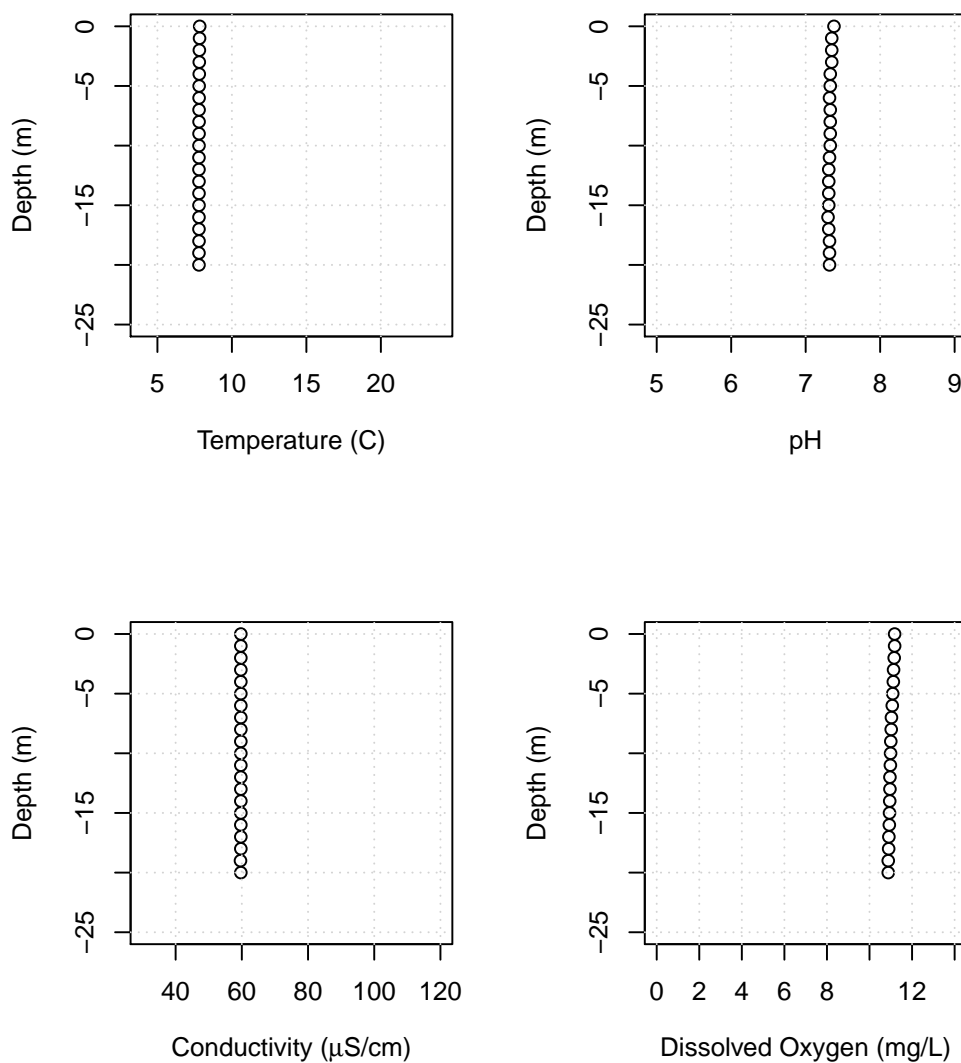 0
−5
−15
−25
Depth (m)
5 10 15 20
Temperature (C)
0
−5
−15
−25
Depth (m)
5 6 7 8 9
pH
0
−5
−15
−25
Depth (m)
40 60 80 100 120
Conductivity (μS/cm)
0
−5
−15
−25
Depth (m)
0 2 4 6 8 12
Dissolved Oxygen (mg/L)